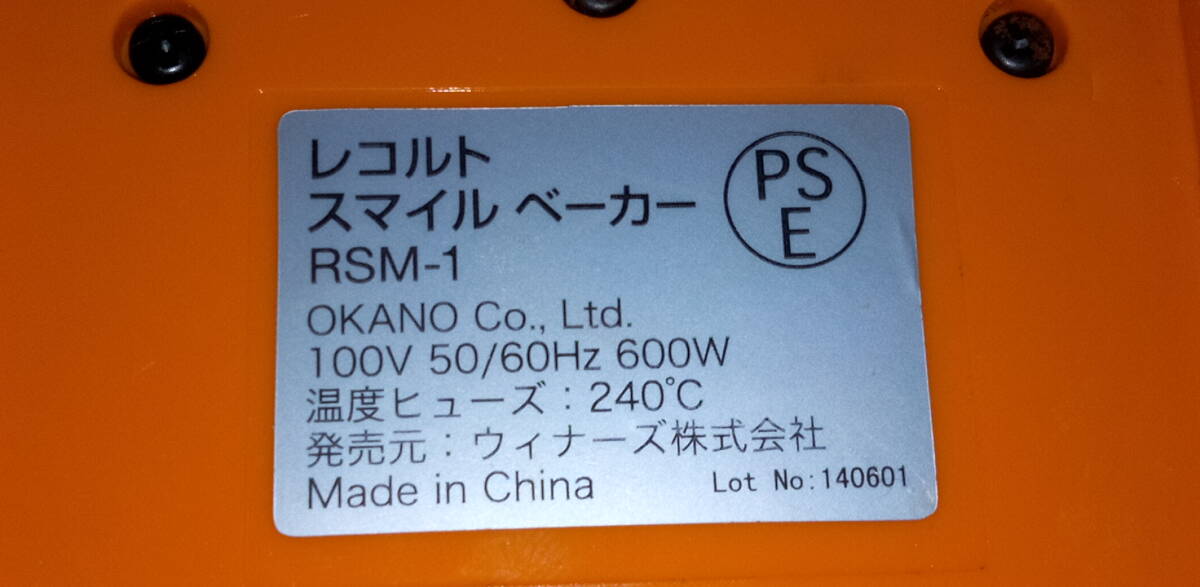 レコルト
スマイル ベーカー
RSM-1
PS
E
OKANO Co., Ltd.
100V 50/60Hz 600W
温度ヒューズ：240℃
発売元：ウィナーズ株式会社
Made in China
Lot No:140601